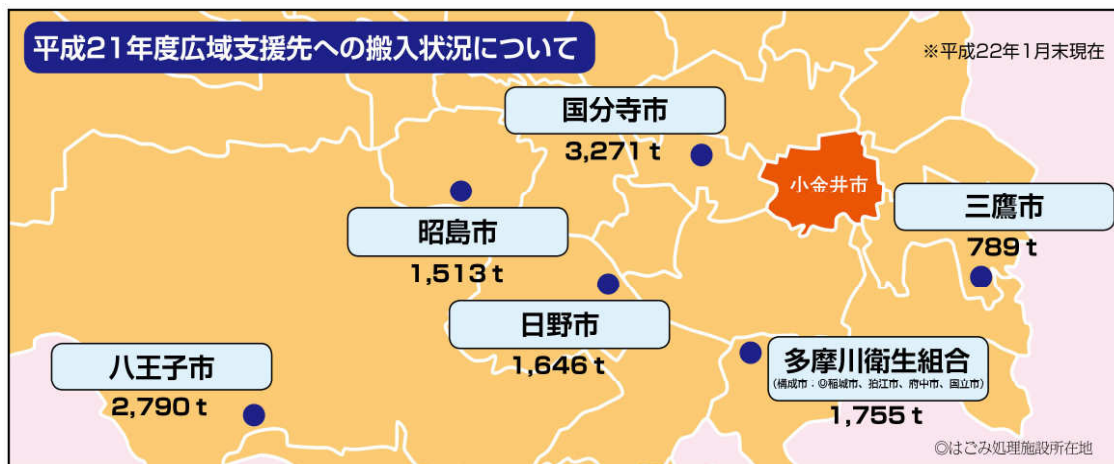 平成21年度広域支援先への搬入状況について
※平成22年1月末現在
国分寺市
3,271 t
小金井市
三鷹市
789 t
昭島市
1,513 t
日野市
1,646 t
多摩川衛生組合
(構成市：◎稲城市、狛江市、府中市、国立市)
1,755 t
八王子市
2,790 t
◎はごみ処理施設所在地